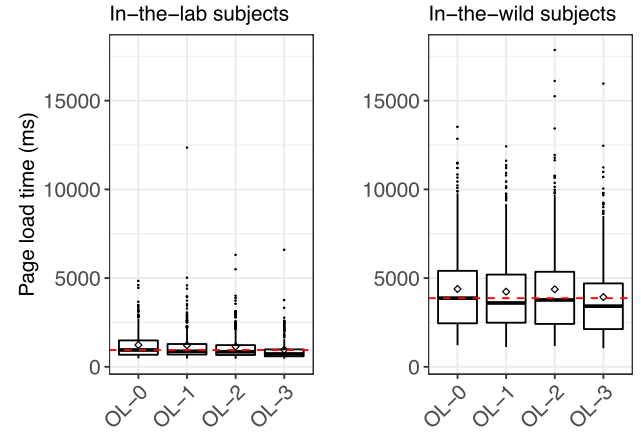 In-the-lab subjects
In-the-wild subjects
Page load time (ms)
15000
10000
5000
0
15000
10000
5000
0
OL-0 OL-1 OL-2 OL-3
OL-0 OL-1 OL-2 OL-3